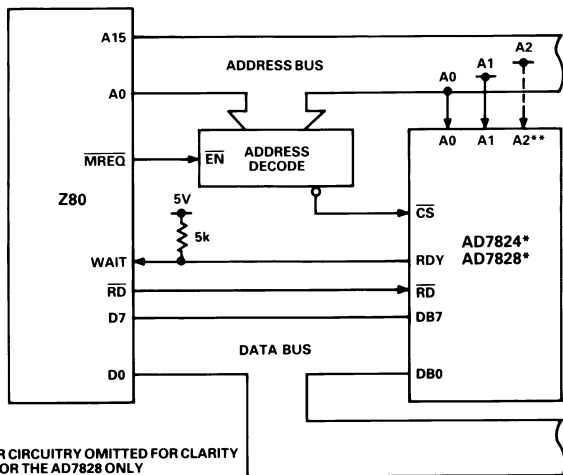 A15
ADDRESS BUS
A0
A0
A1
A2
A0 A1 A2**
MREQ
EN
ADDRESS
DECODE
Z80
5V
5k
CS
AD7824*
AD7828*
WAIT
RDY
RD
RD
D7
DB7
DATA BUS
D0
DB0
CIRCUITRY OMITTED FOR CLARITY
THE AD7828 ONLY